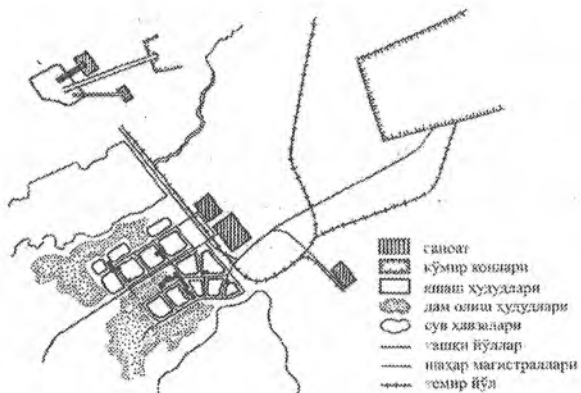 саноат
кўмир конлари
яшаш ҳудудлари
дам олиш ҳудудлари
сув ҳавзалари
ташқи йўллар
шаҳар магистраллари
темир йўл